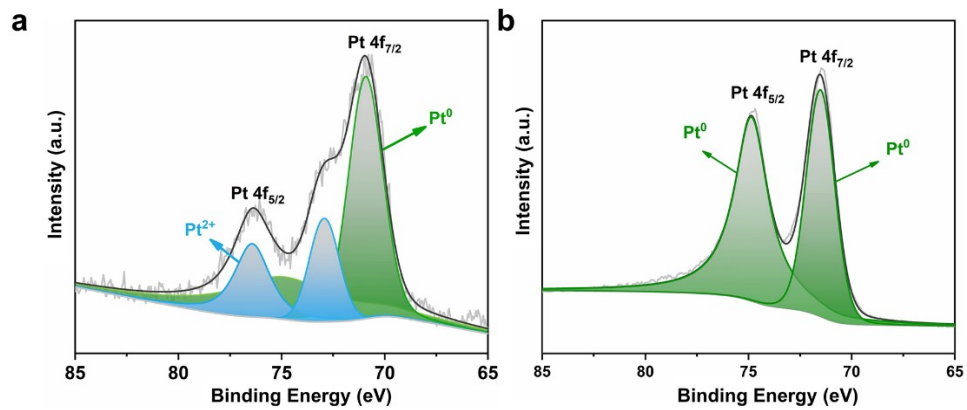 a
Pt 4f7/2
Pt0
Pt 4f5/2
Pt2+
Intensity (a.u.)
85 80 75 70 65
Binding Energy (eV)
b
Pt 4f7/2
Pt 4f5/2
Pt0
Pt0
Intensity (a.u.)
85 80 75 70 65
Binding Energy (eV)